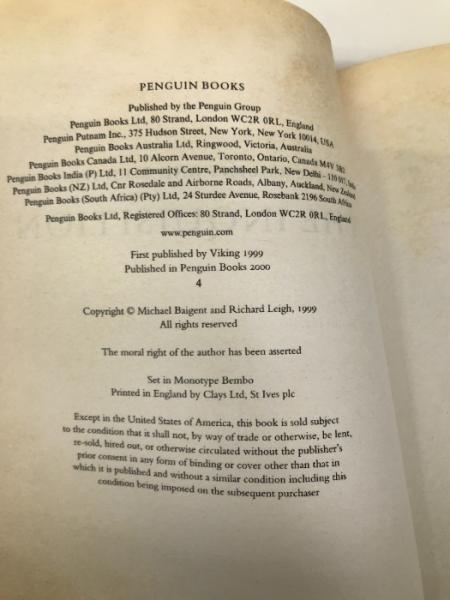 PENGUIN BOOKS
Published by the Penguin Group
Penguin Books Ltd, 80 Strand, London WC2R 0RL, England
Penguin Putnam Inc., 375 Hudson Street, New York, New York 10014, USA
Penguin Books Australia Ltd, Ringwood, Victoria, Australia
Penguin Books Canada Ltd, 10 Alcorn Avenue, Toronto, Ontario, Canada M4V 3B2
Penguin Books India (P) Ltd, 11 Community Centre, Panchsheel Park, New Delhi – 110 017, India
Penguin Books (NZ) Ltd, Cnr Rosedale and Airborne Roads, Albany, Auckland, New Zealand
Penguin Books (South Africa) (Pty) Ltd, 24 Sturdee Avenue, Rosebank 2196 South Africa
Penguin Books Ltd, Registered Offices: 80 Strand, London WC2R 0RL, England
www.penguin.com
First published by Viking 1999
Published in Penguin Books 2000
4
Copyright © Michael Baigent and Richard Leigh, 1999
All rights reserved
The moral right of the author has been asserted
Set in Monotype Bembo
Printed in England by Clays Ltd, St Ives plc
Except in the United States of America, this book is sold subject
to the condition that it shall not, by way of trade or otherwise, be lent,
re-sold, hired out, or otherwise circulated without the publisher's
prior consent in any form of binding or cover other than that in
which it is published and without a similar condition including this
condition being imposed on the subsequent purchaser